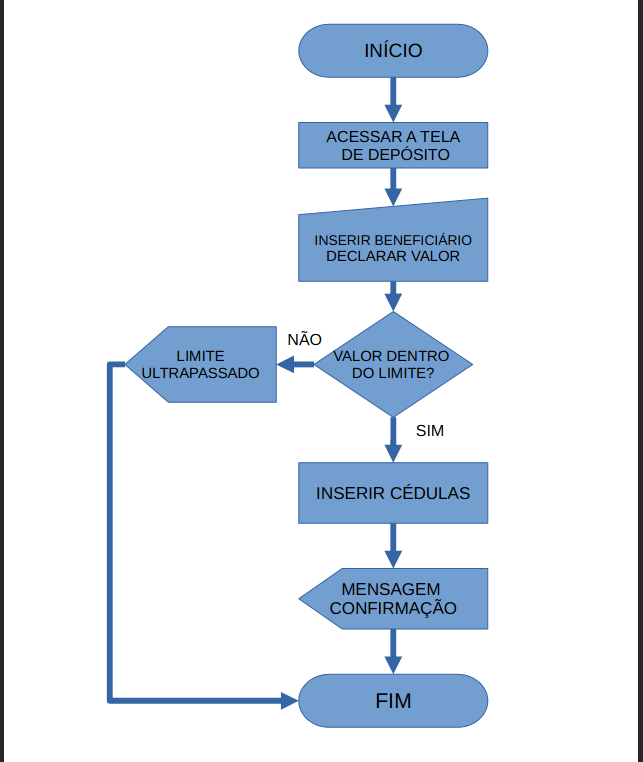 INÍCIO
ACESSAR A TELA
DE DEPÓSITO
INSERIR BENEFICIÁRIO
DECLARAR VALOR
NÃO
VALOR DENTRO
DO LIMITE?
LIMITE
ULTRAPASSADO
SIM
INSERIR CÉDULAS
MENSAGEM
CONFIRMAÇÃO
FIM